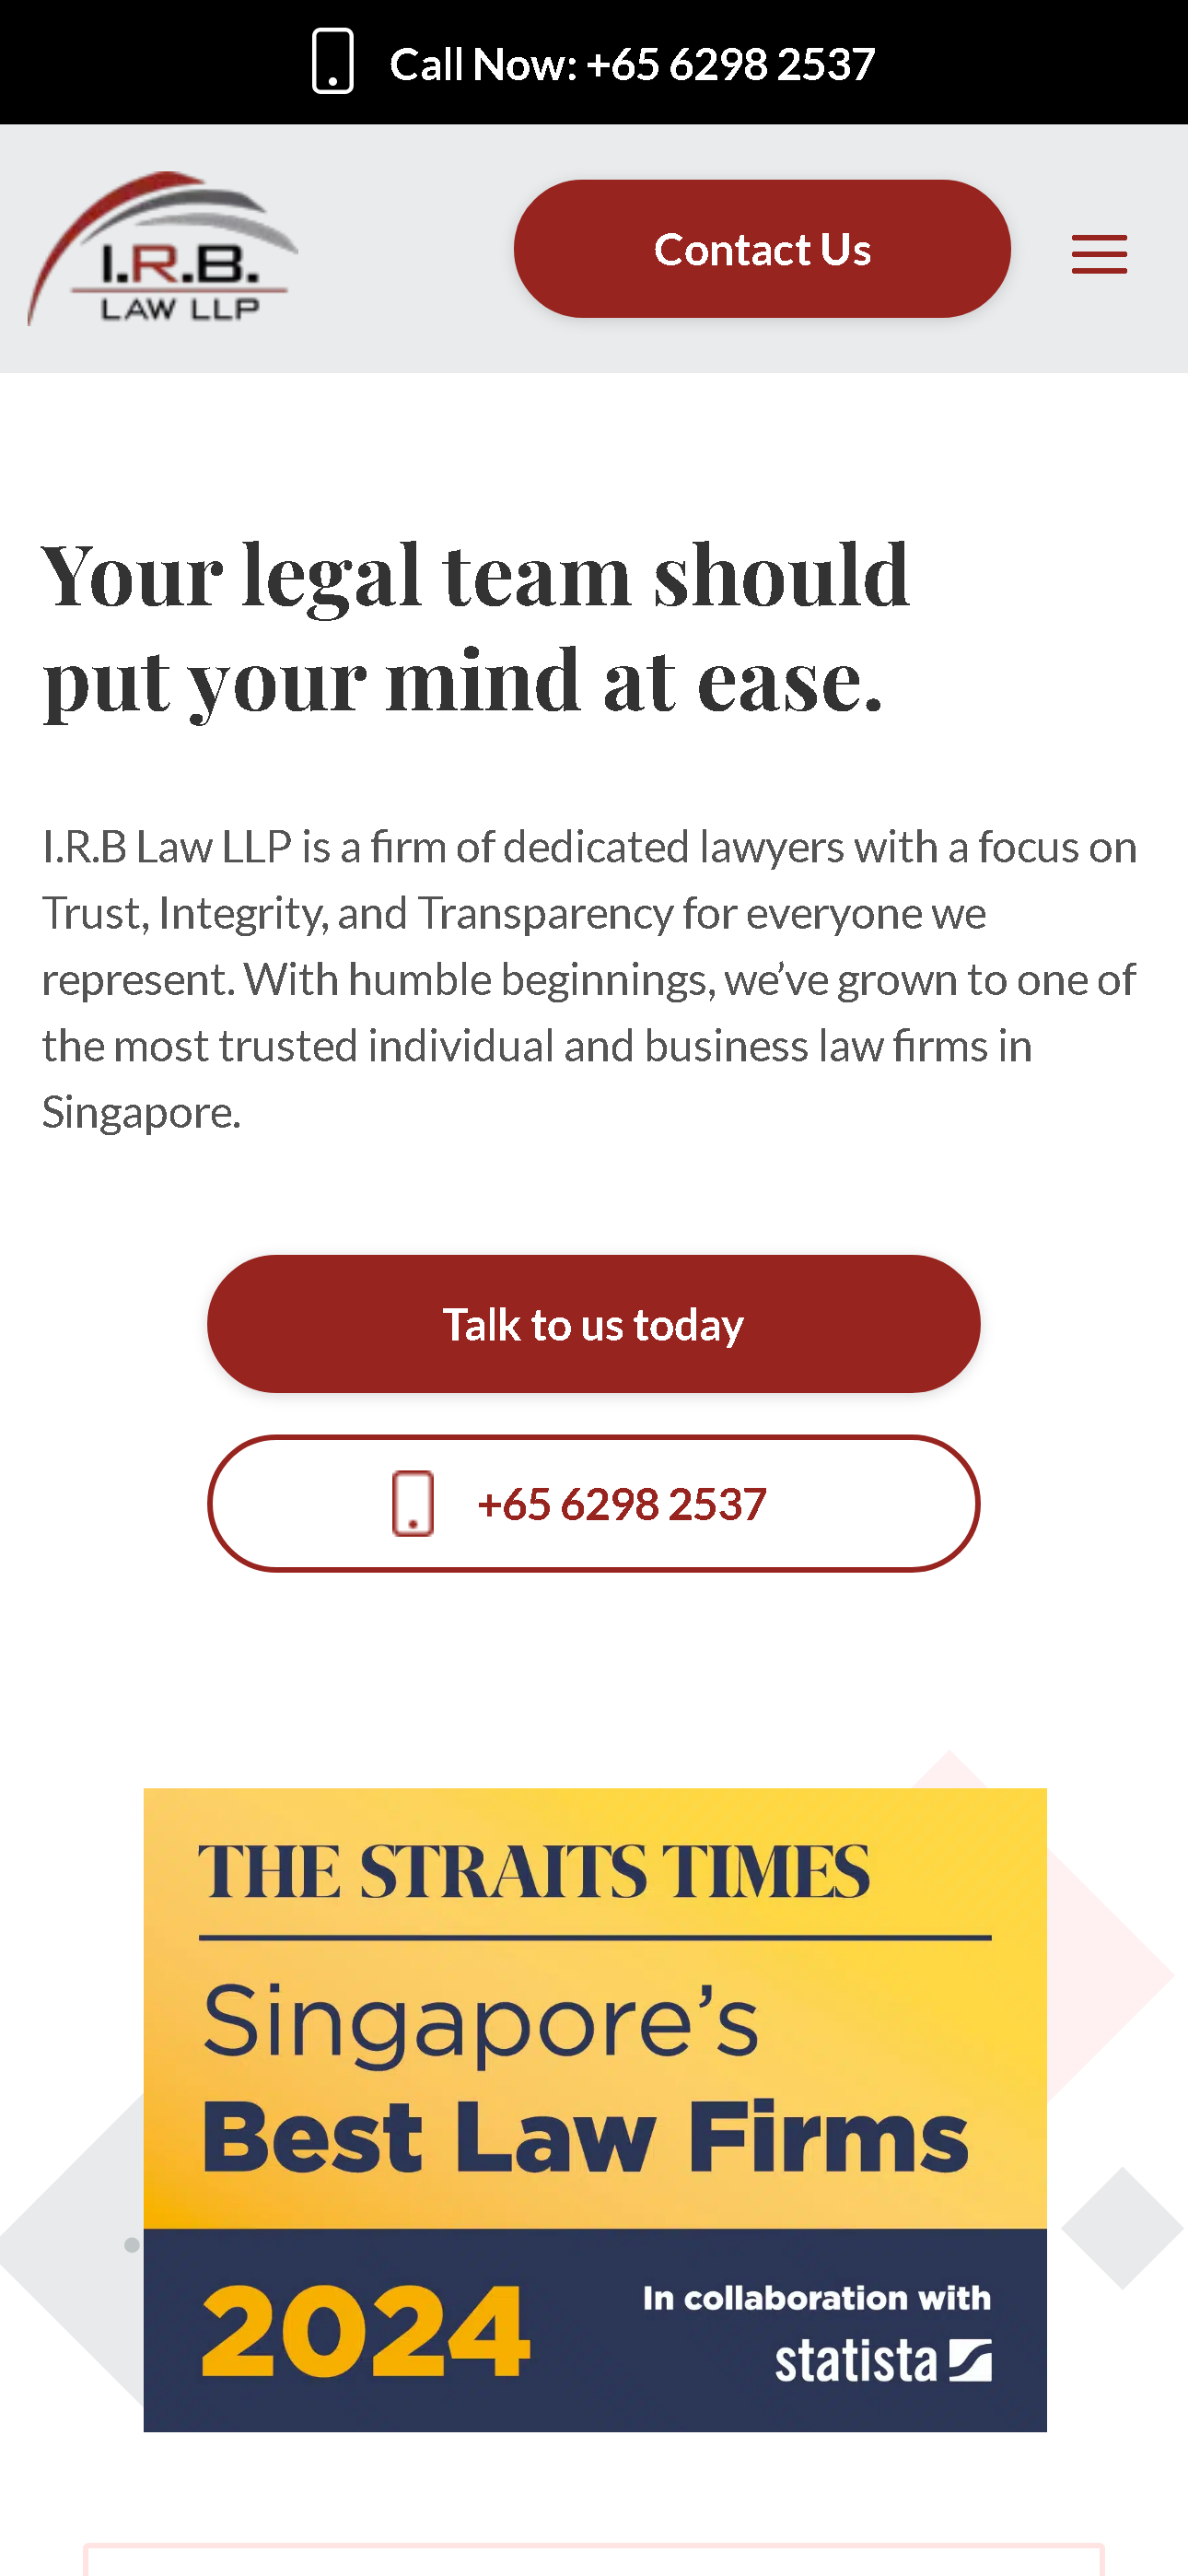 Call Now: +65 6298 2537
I.R.B.
LAW LLP
Contact Us
Your legal team should
put your mind at ease.
I.R.B Law LLP is a firm of dedicated lawyers with a focus on
Trust, Integrity, and Transparency for everyone we
represent. With humble beginnings, we’ve grown to one of
the most trusted individual and business law firms in
Singapore.
Talk to us today
+65 6298 2537
THE STRAITS TIMES
Singapore’s
Best Law Firms
2024
In collaboration with
statista